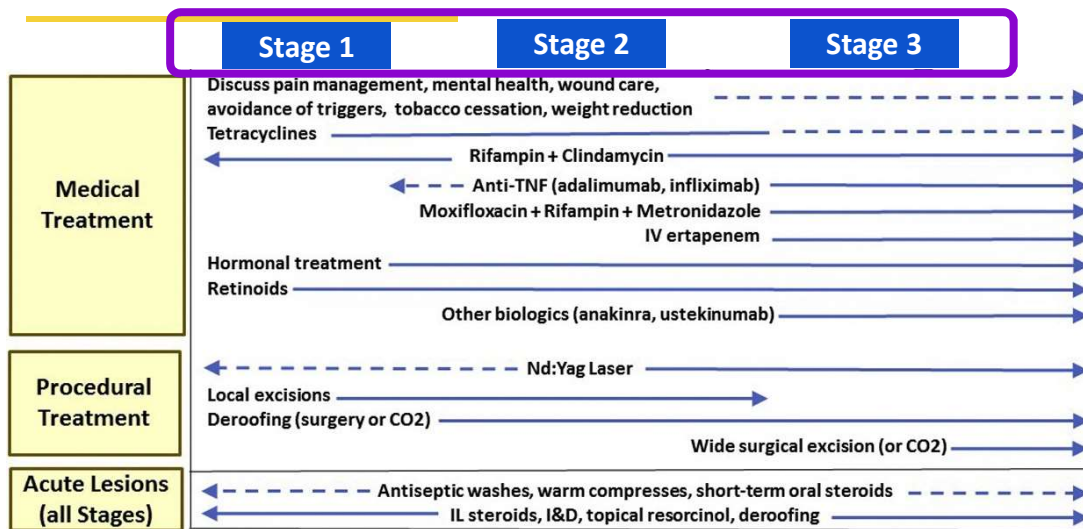 Stage 1
Stage 2
Stage 3
Medical
Treatment
Discuss pain management, mental health, wound care,
avoidance of triggers, tobacco cessation, weight reduction
Tetracyclines
Rifampin + Clindamycin
Anti-TNF (adalimumab, infliximab)
Moxifloxacin + Rifampin + Metronidazole
IV ertapenem
Hormonal treatment
Retinoids
Other biologics (anakinra, ustekinumab)
Procedural
Treatment
Nd:Yag Laser
Local excisions
Deroofing (surgery or CO2)
Wide surgical excision (or CO2)
Acute Lesions
(all Stages)
Antiseptic washes, warm compresses, short-term oral steroids
IL steroids, I&D, topical resorcinol, deroofing